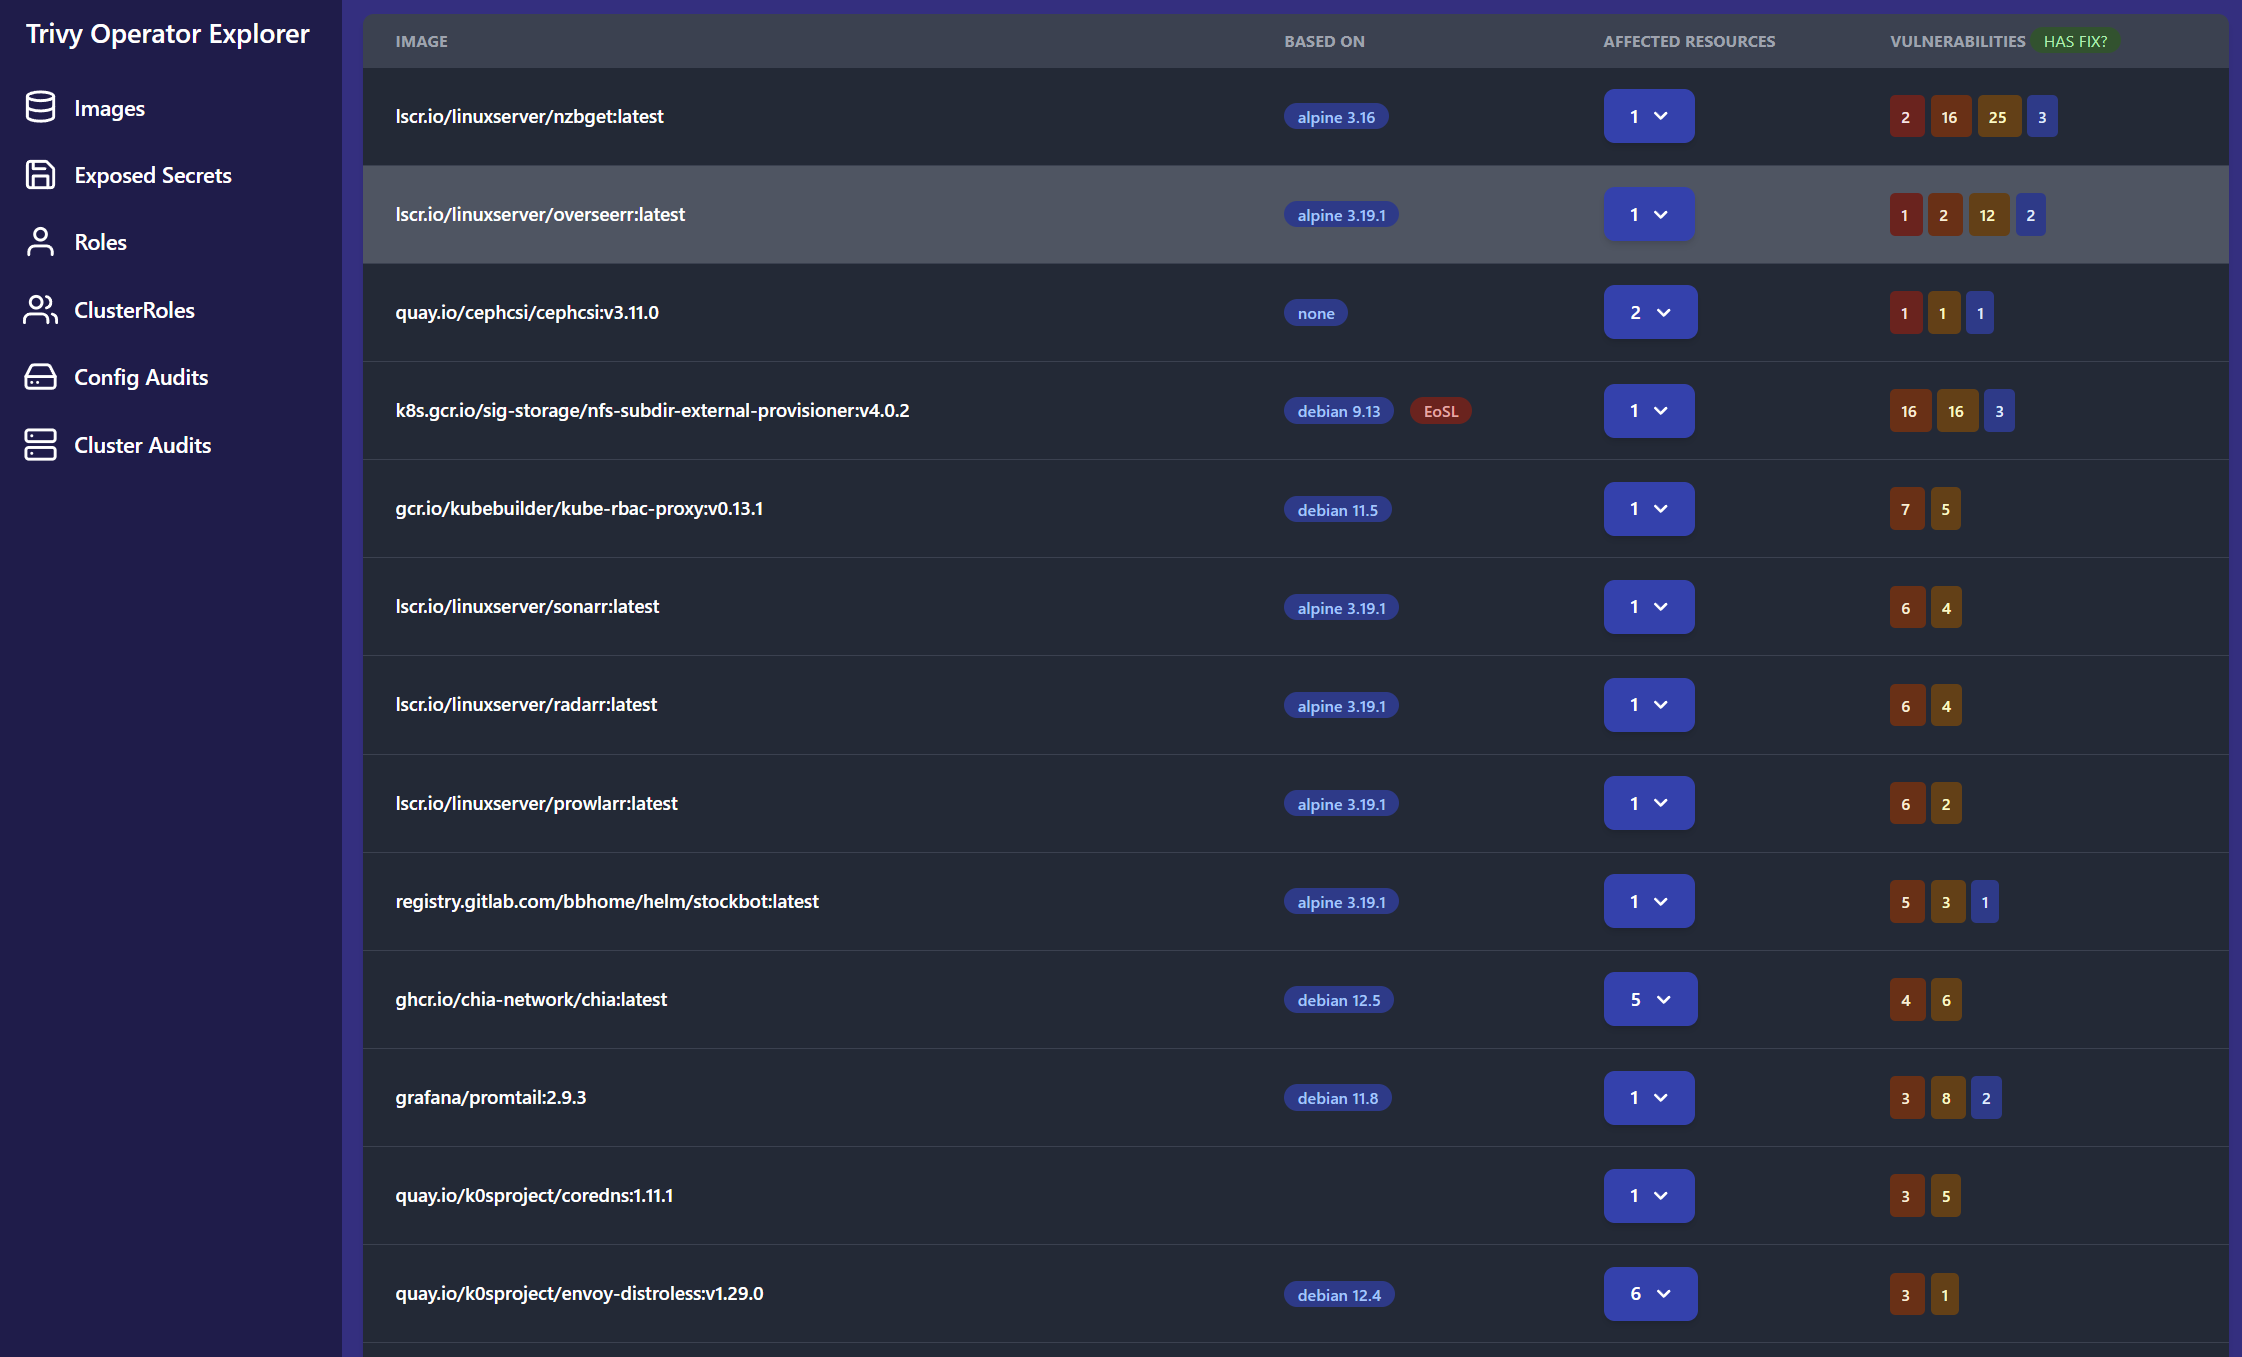 Trivy Operator Explorer
Images
Exposed Secrets
Roles
ClusterRoles
Config Audits
Cluster Audits
IMAGE BASED ON AFFECTED RESOURCES VULNERABILITIES HAS FIX?
lscr.io/linuxserver/nzbget:latest alpine 3.16 1 2 16 25 3
lscr.io/linuxserver/overseerr:latest alpine 3.19.1 1 1 2 12 2
quay.io/cephcsi/cephcsi:v3.11.0 none 2 1 1 1
k8s.gcr.io/sig-storage/nfs-subdir-external-provisioner:v4.0.2 debian 9.13 EoSL 1 16 16 3
gcr.io/kubebuilder/kube-rbac-proxy:v0.13.1 debian 11.5 1 7 5
lscr.io/linuxserver/sonarr:latest alpine 3.19.1 1 6 4
lscr.io/linuxserver/radarr:latest alpine 3.19.1 1 6 4
lscr.io/linuxserver/prowlarr:latest alpine 3.19.1 1 6 2
registry.gitlab.com/bbhome/helm/stockbot:latest alpine 3.19.1 1 5 3 1
ghcr.io/chia-network/chia:latest debian 12.5 5 4 6
grafana/promtail:2.9.3 debian 11.8 1 3 8 2
quay.io/k0sproject/coredns:1.11.1 1 3 5
quay.io/k0sproject/envoy-distroless:v1.29.0 debian 12.4 6 3 1